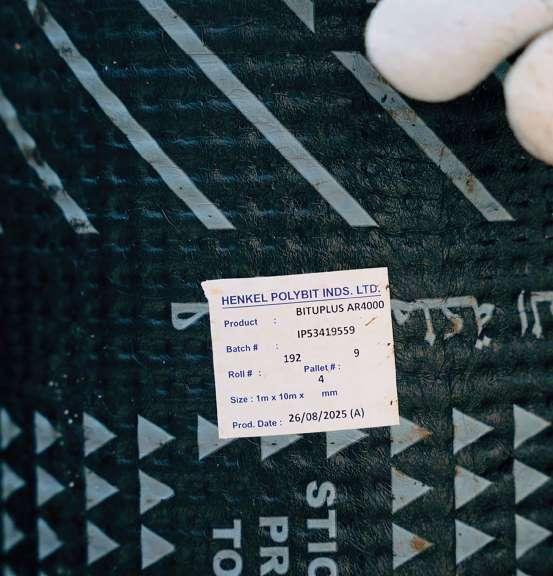 HENKEL POLYBIT INDS. LTD.
Product : BITUPLUS AR4000
Batch # : IP53419559
Roll # : 192 Pallet # : 9
Size : 1m x 10m x 4 mm
Prod. Date : 26/08/2025 (A)
STIC
PR
TO